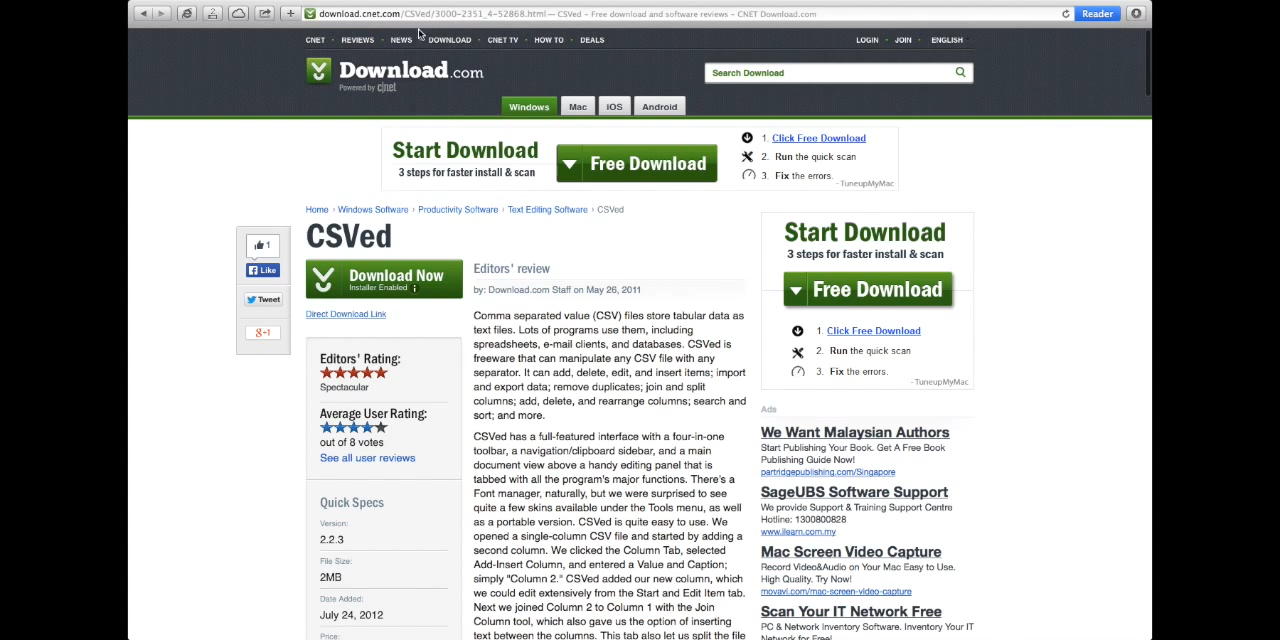 download.cnet.com/CSVed/3000-2351_4-52868.html — CSVed – Free download and software reviews – CNET Download.com
Reader
CNET REVIEWS NEWS DOWNLOAD CNET TV HOW TO DEALS
LOGIN JOIN ENGLISH
Download.com
Powered by c|net
Search Download
Windows Mac iOS Android
Start Download
3 steps for faster install & scan
Free Download
1. Click Free Download
2. Run the quick scan
3. Fix the errors.
- TuneupMyMac
Home › Windows Software › Productivity Software › Text Editing Software › CSVed
CSVed
1
Like
Tweet
g+1
Download Now
Installer Enabled i
Direct Download Link
Editors' Rating:
Spectacular
Average User Rating:
out of 8 votes
See all user reviews
Quick Specs
Version:
2.2.3
File Size:
2MB
Date Added:
July 24, 2012
Price:
Editors' review
by: Download.com Staff on May 26, 2011
Comma separated value (CSV) files store tabular data as
text files. Lots of programs use them, including
spreadsheets, e-mail clients, and databases. CSVed is
freeware that can manipulate any CSV file with any
separator. It can add, delete, edit, and insert items; import
and export data; remove duplicates; join and split
columns; add, delete, and rearrange columns; search and
sort; and more.
CSVed has a full-featured interface with a four-in-one
toolbar, a navigation/clipboard sidebar, and a main
document view above a handy editing panel that is
tabbed with all the program's major functions. There's a
Font manager, naturally, but we were surprised to see
quite a few skins available under the Tools menu, as well
as a portable version. CSVed is quite easy to use. We
opened a single-column CSV file and started by adding a
second column. We clicked the Column Tab, selected
Add-Insert Column, and entered a Value and Caption;
simply "Column 2." CSVed added our new column, which
we could edit extensively from the Start and Edit Item tab.
Next we joined Column 2 to Column 1 with the Join
Column tool, which also gave us the option of inserting
text between the columns. This tab also let us split the file
Start Download
3 steps for faster install & scan
Free Download
1. Click Free Download
2. Run the quick scan
3. Fix the errors.
- TuneupMyMac
Ads
We Want Malaysian Authors
Start Publishing Your Book. Get A Free Book
Publishing Guide Now!
partridgepublishing.com/Singapore
SageUBS Software Support
We provide Support & Training Support Centre
Hotline: 1300800828
www.ilearn.com.my
Mac Screen Video Capture
Record Video&Audio on Your Mac Easy to Use.
High Quality. Try Now!
movavi.com/mac-screen-video-capture
Scan Your IT Network Free
PC & Network Inventory Software. Inventory Your IT
Network for Free!